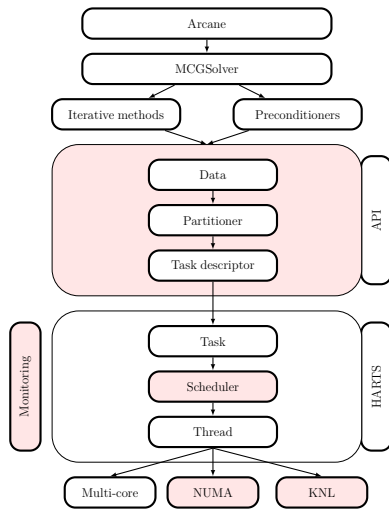 Arcane
MCGSolver
Iterative methods
Preconditioners
Data
Partitioner
Task descriptor
API
Monitoring
Task
Scheduler
Thread
HARTS
Multi-core
NUMA
KNL